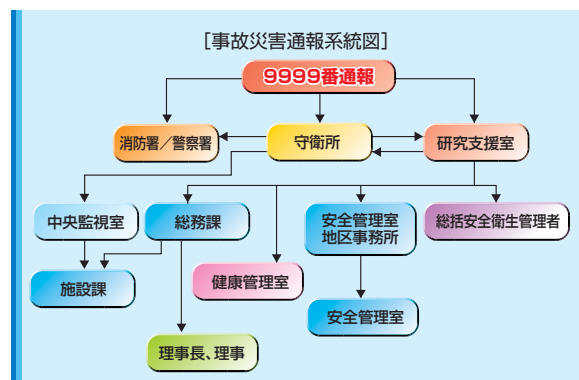 [事故災害通報系統図]
9999番通報
消防署／警察署
守衛所
研究支援室
中央監視室
総務課
安全管理室
地区事務所
総括安全衛生管理者
施設課
健康管理室
安全管理室
理事長、理事